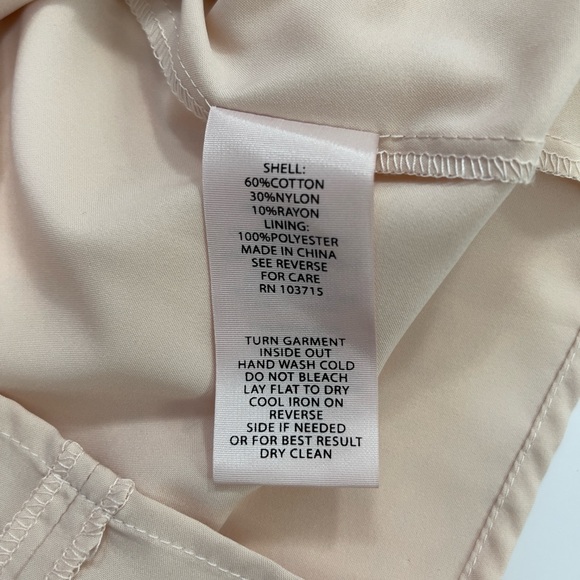 SHELL:
60%COTTON
30%NYLON
10%RAYON
LINING:
100%POLYESTER
MADE IN CHINA
SEE REVERSE
FOR CARE
RN 103715
TURN GARMENT
INSIDE OUT
HAND WASH COLD
DO NOT BLEACH
LAY FLAT TO DRY
COOL IRON ON
REVERSE
SIDE IF NEEDED
OR FOR BEST RESULT
DRY CLEAN